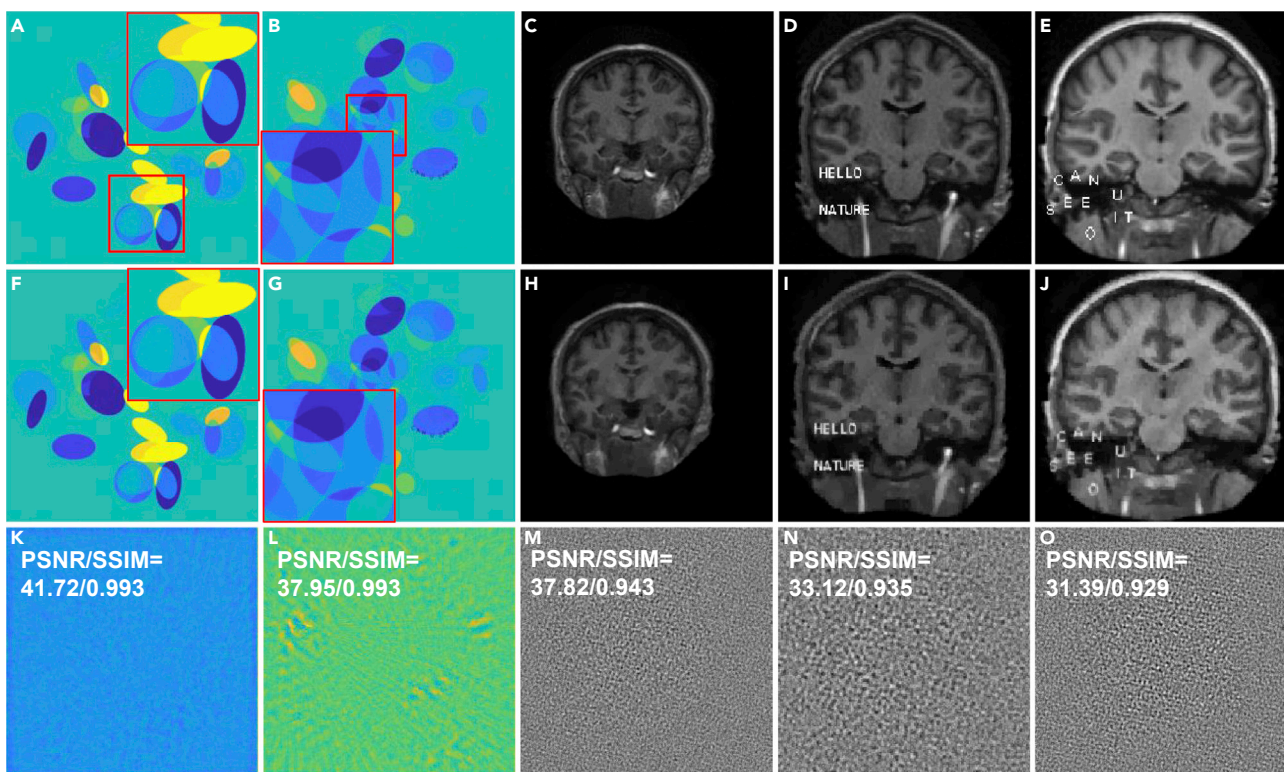 A
B
C
D
E
HELLO
NATURE
C A N
S E E U
I T
F
G
H
I
J
HELLO
NATURE
C A N
S E E U
I T
O
K
PSNR/SSIM=
41.72/0.993
L
PSNR/SSIM=
37.95/0.993
M
PSNR/SSIM=
37.82/0.943
N
PSNR/SSIM=
33.12/0.935
O
PSNR/SSIM=
31.39/0.929